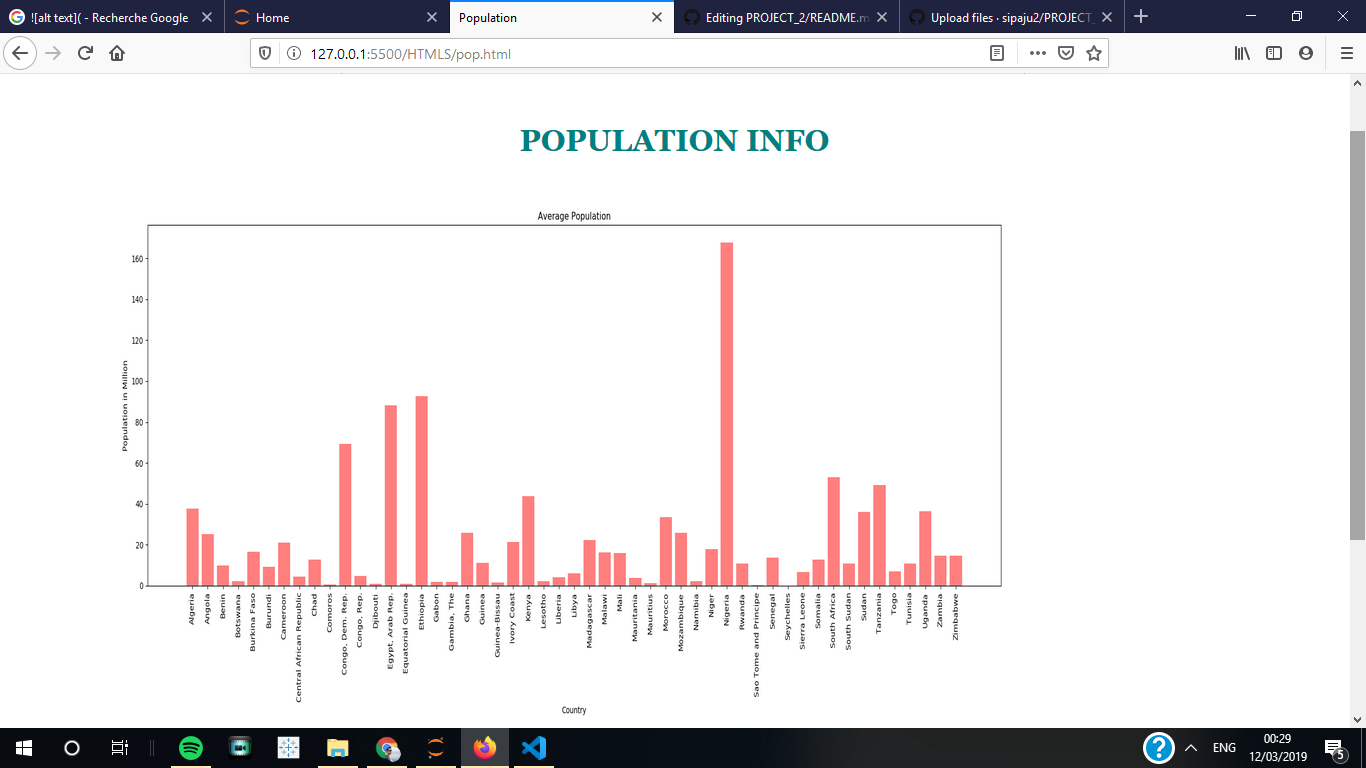 ![alt text]( - Recherche Google
Home
Population
Editing PROJECT_2/README.m
Upload files · sipaju2/PROJECT_
127.0.0.1:5500/HTMLS/pop.html
POPULATION INFO
Average Population
Population in Million
160
140
120
100
80
60
40
20
0
Algeria
Angola
Benin
Botswana
Burkina Faso
Burundi
Cameroon
Central African Republic
Chad
Comoros
Congo, Dem. Rep.
Congo, Rep.
Djibouti
Egypt, Arab Rep.
Equatorial Guinea
Ethiopia
Gabon
Gambia, The
Ghana
Guinea
Guinea-Bissau
Ivory Coast
Kenya
Lesotho
Liberia
Libya
Madagascar
Malawi
Mali
Mauritania
Mauritius
Morocco
Mozambique
Namibia
Niger
Nigeria
Rwanda
Sao Tome and Principe
Senegal
Seychelles
Sierra Leone
Somalia
South Africa
South Sudan
Sudan
Tanzania
Togo
Tunisia
Uganda
Zambia
Zimbabwe
Country
ENG
00:29
12/03/2019
5